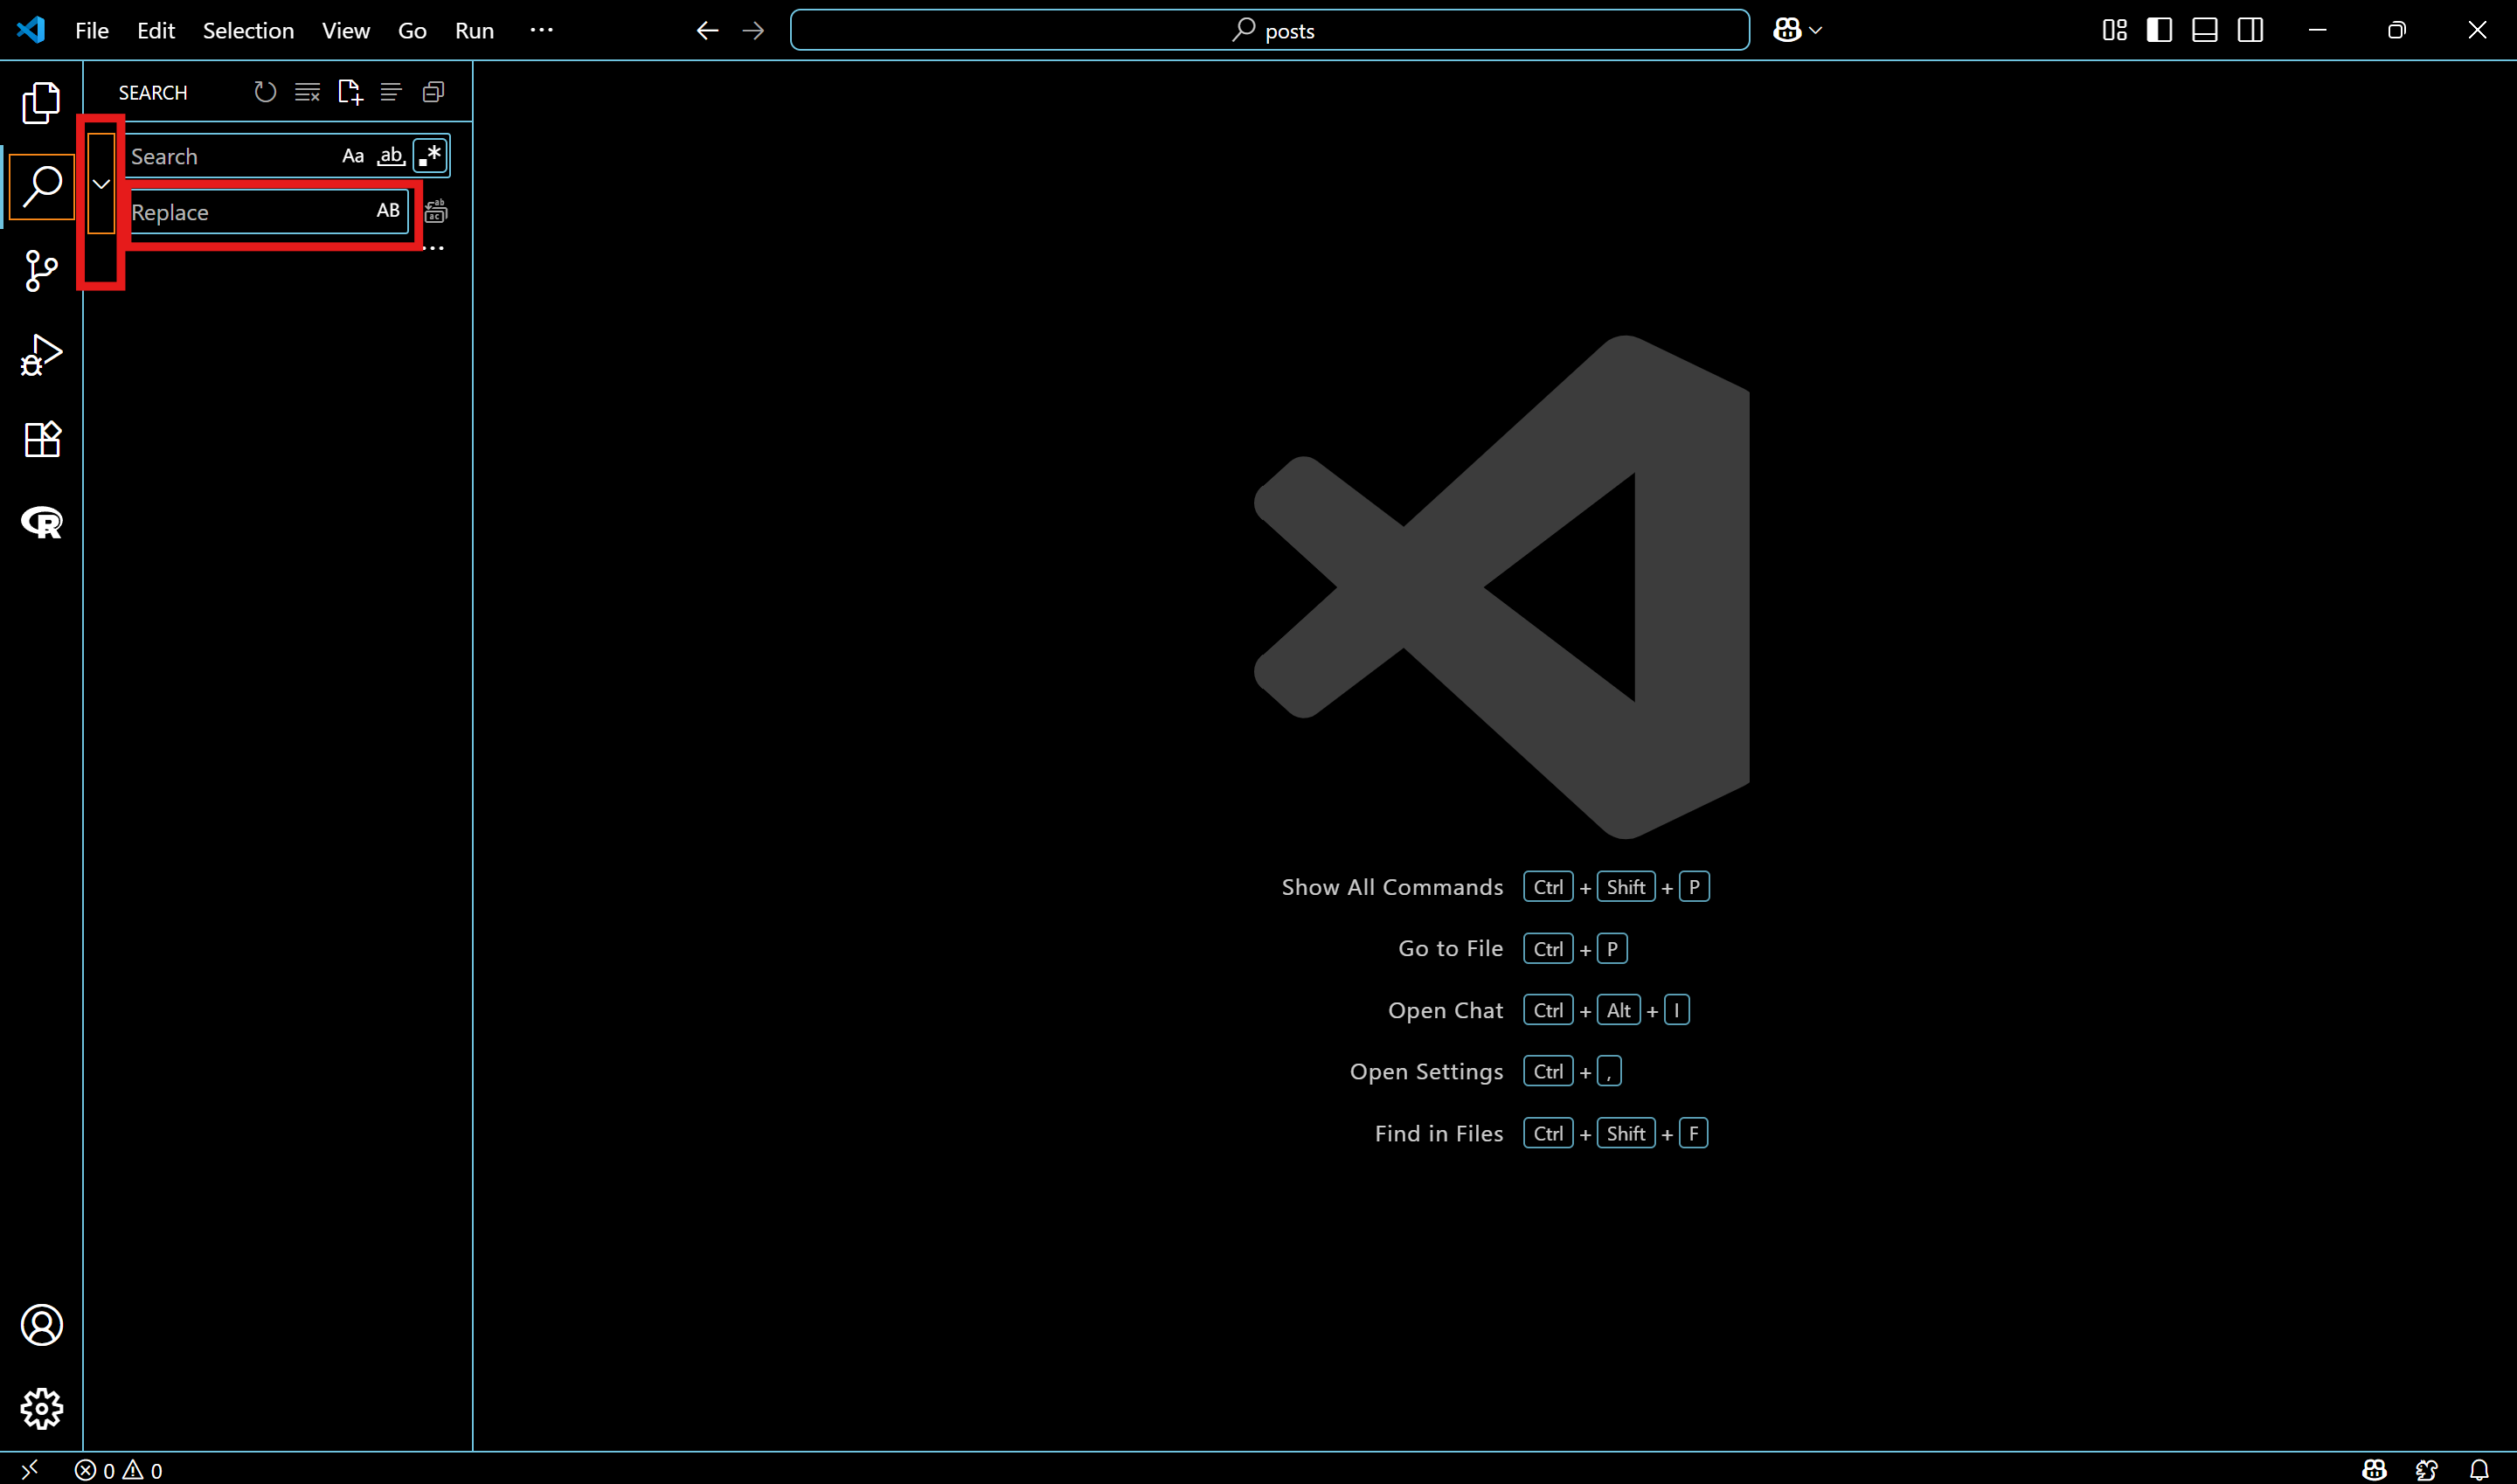 File Edit Selection View Go Run ··· posts
SEARCH
Search Aa ab .*
Replace AB
···
Show All Commands Ctrl + Shift + P
Go to File Ctrl + P
Open Chat Ctrl + Alt + I
Open Settings Ctrl + ,
Find in Files Ctrl + Shift + F
0 0